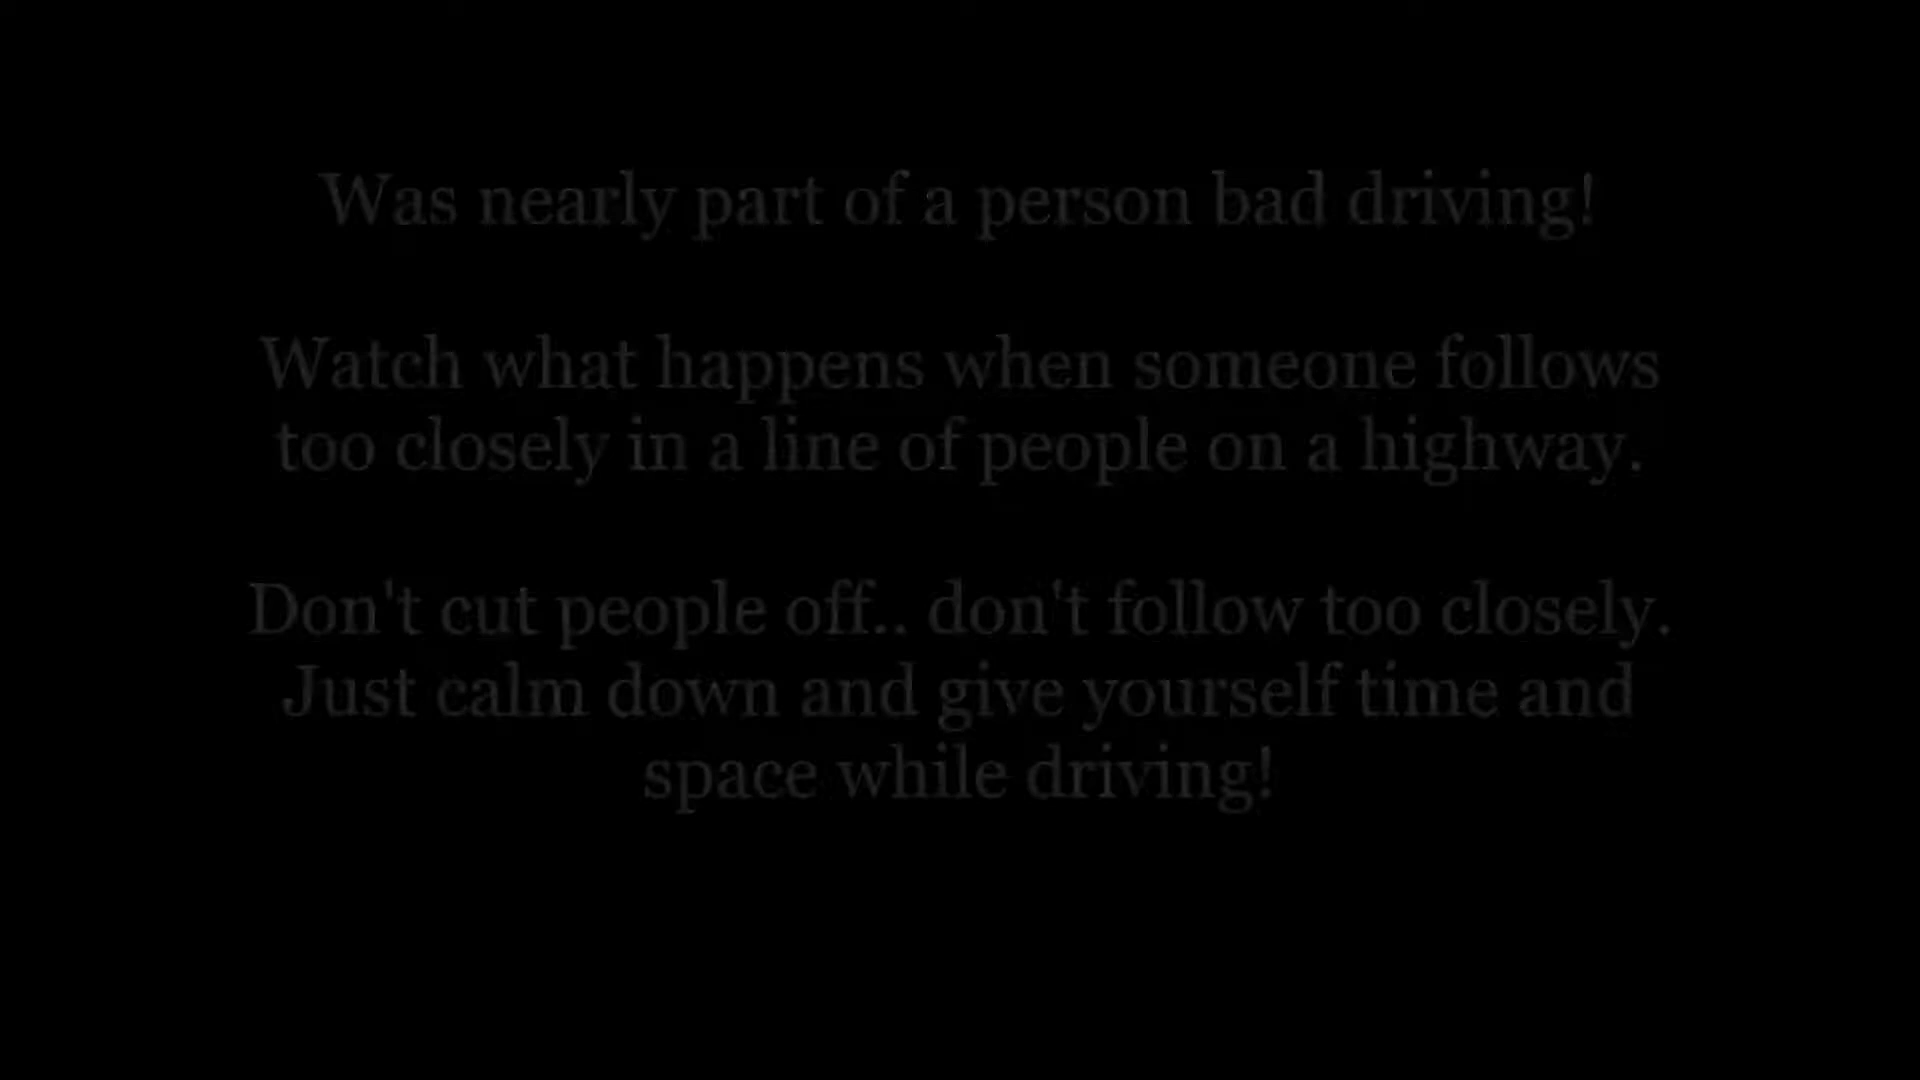 Was nearly part of a person bad driving!
Watch what happens when someone follows
too closely in a line of people on a highway.
Don't cut people off.. don't follow too closely.
Just calm down and give yourself time and
space while driving!